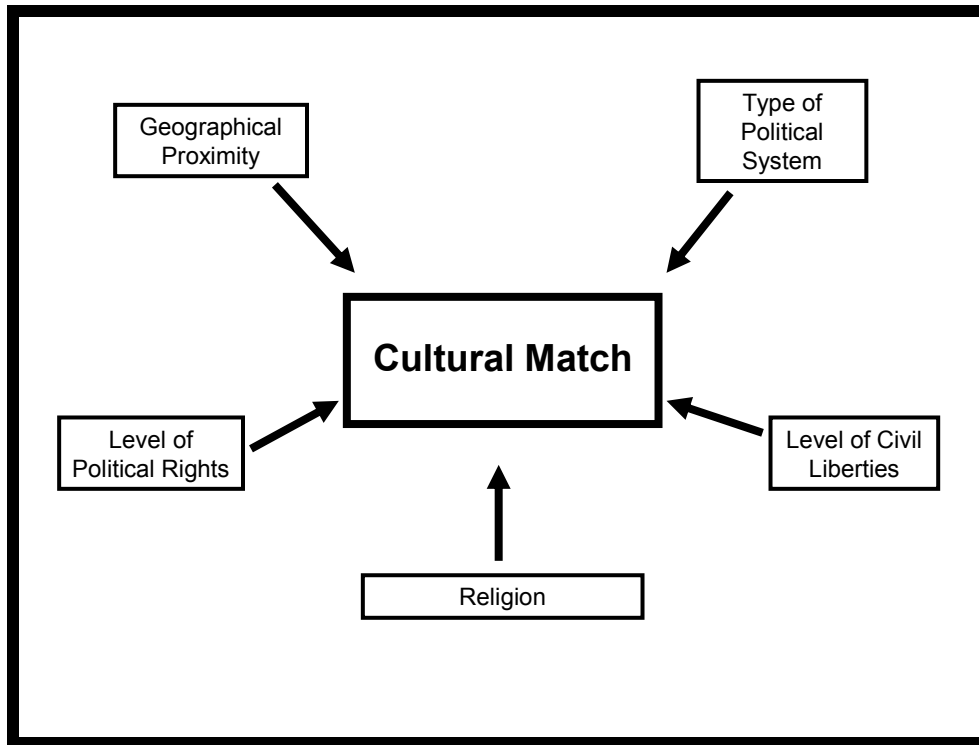 Geographical
Proximity
Type of
Political
System
Cultural Match
Level of
Political Rights
Level of Civil
Liberties
Religion